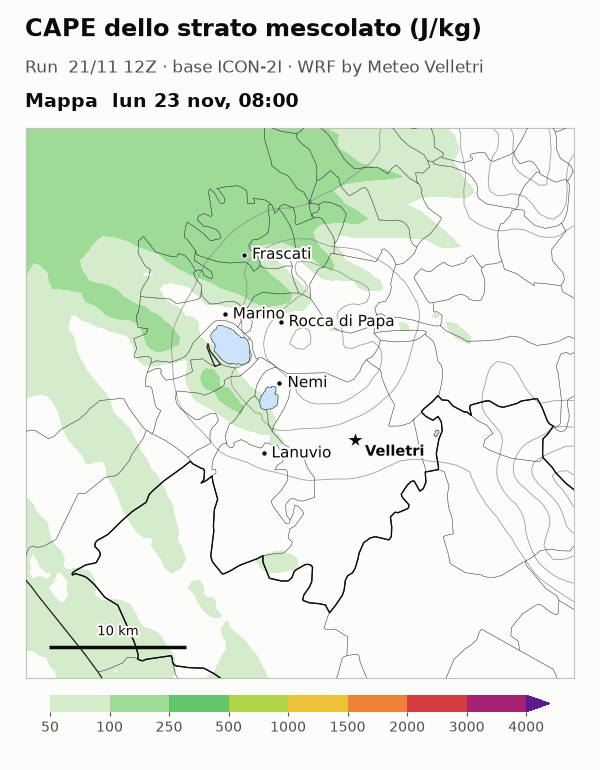 CAPE dello strato mescolato (J/kg)
Run  21/11 12Z · base ICON-2I · WRF by Meteo Velletri
Mappa  lun 23 nov, 08:00
Frascati
Marino
Rocca di Papa
Nemi
Velletri
Lanuvio
10 km
50 100 250 500 1000 1500 2000 3000 4000